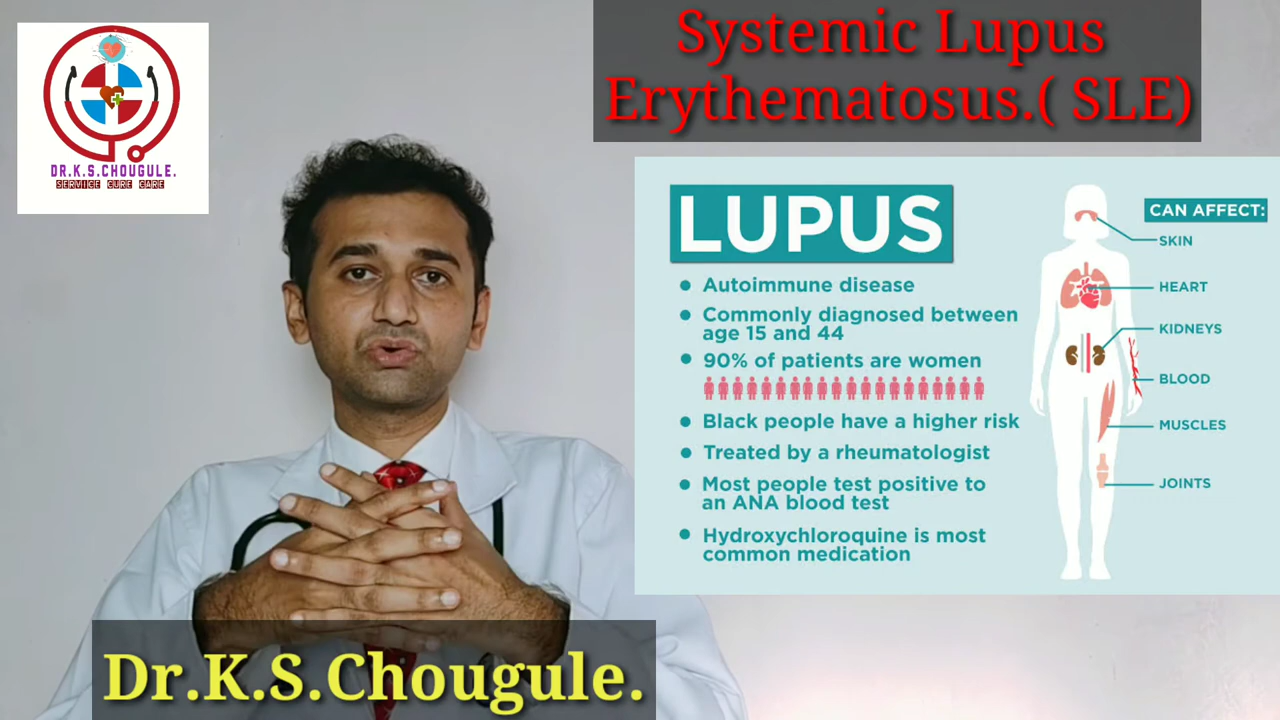 DR.K.S.CHOUGULE.
SERVICE CURE CARE
Systemic Lupus
Erythematosus.( SLE)
LUPUS
• Autoimmune disease
• Commonly diagnosed between
age 15 and 44
• 90% of patients are women
• Black people have a higher risk
• Treated by a rheumatologist
• Most people test positive to
an ANA blood test
• Hydroxychloroquine is most
common medication
CAN AFFECT:
SKIN
HEART
KIDNEYS
BLOOD
MUSCLES
JOINTS
Dr.K.S.Chougule.